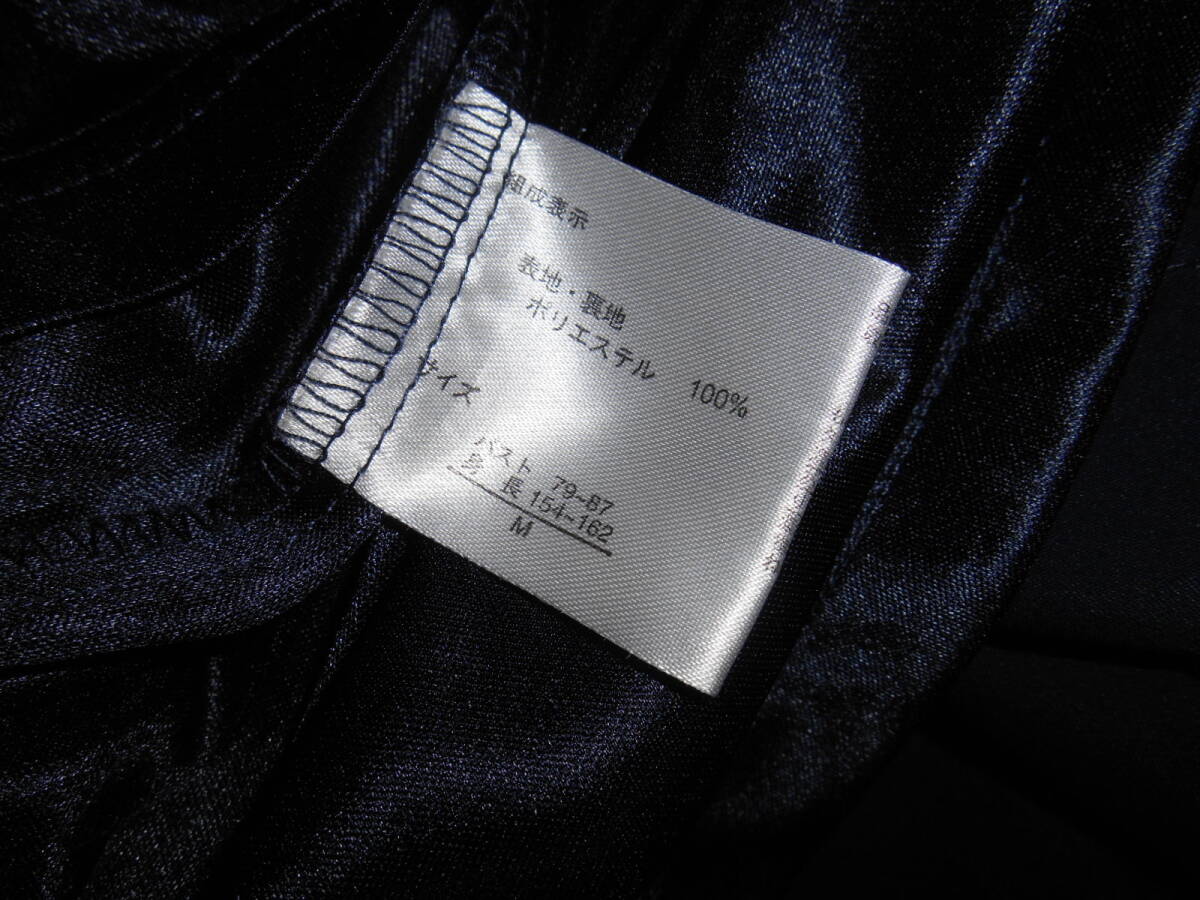 組成表示
表地・裏地
ポリエステル 100%
サイズ
バスト 79~87
身長 154~162
M